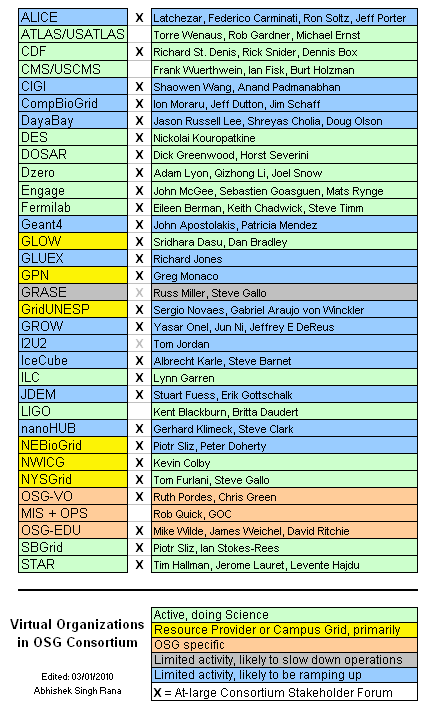 ALICE X Latchezar, Federico Carminati, Ron Soltz, Jeff Porter
ATLAS/USATLAS Torre Wenaus, Rob Gardner, Michael Ernst
CDF X Richard St. Denis, Rick Snider, Dennis Box
CMS/USCMS Frank Wuerthwein, Ian Fisk, Burt Holzman
CIGI X Shaowen Wang, Anand Padmanabhan
CompBioGrid X Ion Moraru, Jeff Dutton, Jim Schaff
DayaBay X Jason Russell Lee, Shreyas Cholia, Doug Olson
DES X Nickolai Kouropatkine
DOSAR X Dick Greenwood, Horst Severini
Dzero X Adam Lyon, Qizhong Li, Joel Snow
Engage X John McGee, Sebastien Goasguen, Mats Rynge
Fermilab X Eileen Berman, Keith Chadwick, Steve Timm
Geant4 X John Apostolakis, Patricia Mendez
GLOW X Sridhara Dasu, Dan Bradley
GLUEX X Richard Jones
GPN X Greg Monaco
GRASE X Russ Miller, Steve Gallo
GridUNESP X Sergio Novaes, Gabriel Araujo von Winckler
GROW X Yasar Onel, Jun Ni, Jeffrey E DeReus
I2U2 X Tom Jordan
IceCube X Albrecht Karle, Steve Barnet
ILC X Lynn Garren
JDEM X Stuart Fuess, Erik Gottschalk
LIGO Kent Blackburn, Britta Daudert
nanoHUB X Gerhard Klimeck, Steve Clark
NEBioGrid X Piotr Sliz, Peter Doherty
NWICG X Kevin Colby
NYSGrid X Tom Furlani, Steve Gallo
OSG-VO X Ruth Pordes, Chris Green
MIS + OPS Rob Quick, GOC
OSG-EDU X Mike Wilde, James Weichel, David Ritchie
SBGrid X Piotr Sliz, Ian Stokes-Rees
STAR X Tim Hallman, Jerome Lauret, Levente Hajdu
Virtual Organizations
in OSG Consortium
Edited: 03/01/2010
Abhishek Singh Rana
Active, doing Science
Resource Provider or Campus Grid, primarily
OSG specific
Limited activity, likely to slow down operations
Limited activity, likely to be ramping up
X = At-large Consortium Stakeholder Forum